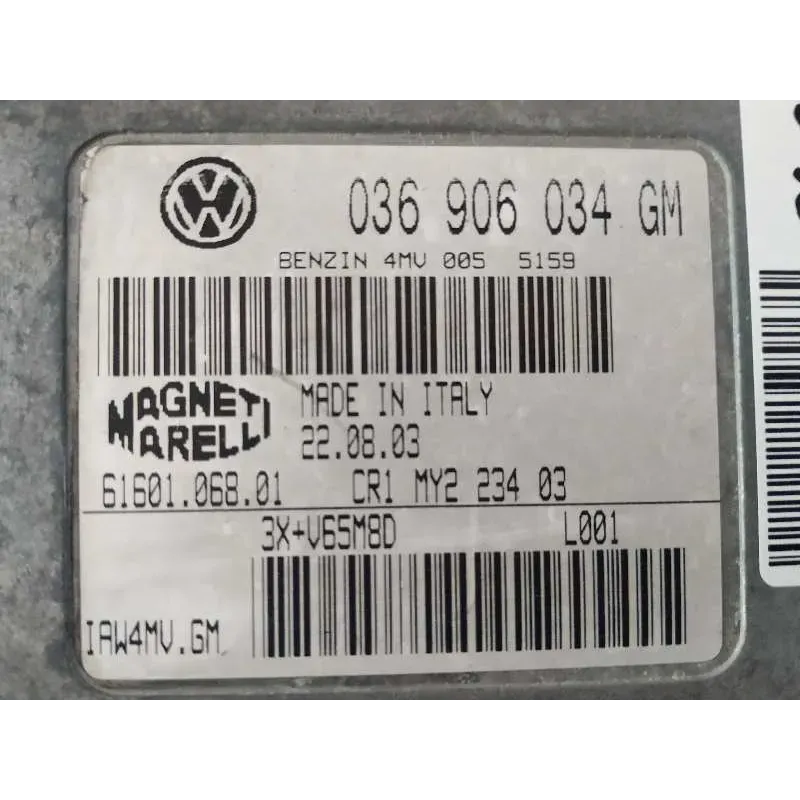 036 906 034 GM
BENZIN 4MV 005 5159
MAGNETI MADE IN ITALY
MARELLI 22.08.03
61601.068.01 CR1 MY2 234 03
3X+V65M8D L001
IAW4MV.GM